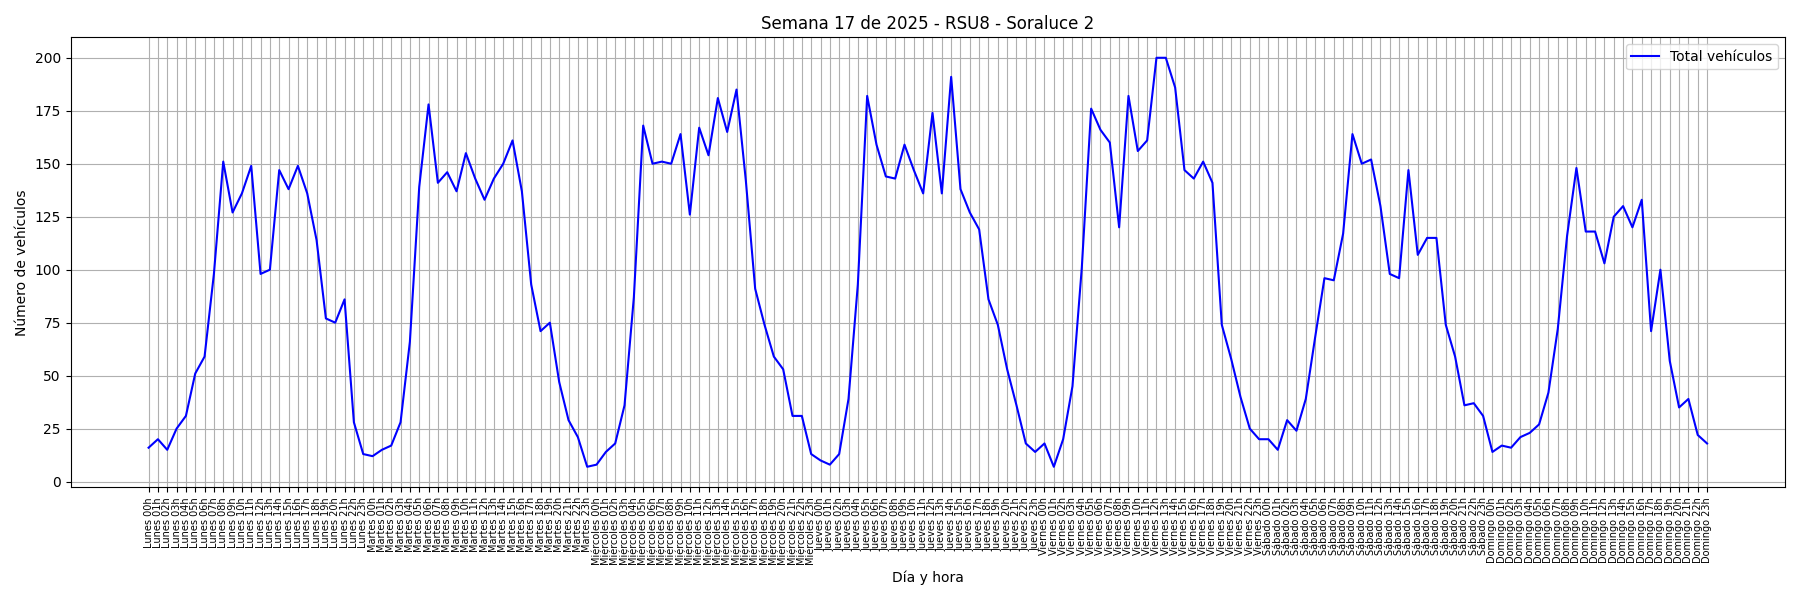 Semana 17 de 2025 - RSU8 - Soraluce 2
Total vehículos
Número de vehículos
200
175
150
125
100
75
50
25
0
Lunes 00h
Lunes 01h
Lunes 02h
Lunes 03h
Lunes 04h
Lunes 05h
Lunes 06h
Lunes 07h
Lunes 08h
Lunes 09h
Lunes 10h
Lunes 11h
Lunes 12h
Lunes 13h
Lunes 14h
Lunes 15h
Lunes 16h
Lunes 17h
Lunes 18h
Lunes 19h
Lunes 20h
Lunes 21h
Lunes 22h
Lunes 23h
Martes 00h
Martes 01h
Martes 02h
Martes 03h
Martes 04h
Martes 05h
Martes 06h
Martes 07h
Martes 08h
Martes 09h
Martes 10h
Martes 11h
Martes 12h
Martes 13h
Martes 14h
Martes 15h
Martes 16h
Martes 17h
Martes 18h
Martes 19h
Martes 20h
Martes 21h
Martes 22h
Martes 23h
Miércoles 00h
Miércoles 01h
Miércoles 02h
Miércoles 03h
Miércoles 04h
Miércoles 05h
Miércoles 06h
Miércoles 07h
Miércoles 08h
Miércoles 09h
Miércoles 10h
Miércoles 11h
Miércoles 12h
Miércoles 13h
Miércoles 14h
Miércoles 15h
Miércoles 16h
Miércoles 17h
Miércoles 18h
Miércoles 19h
Miércoles 20h
Miércoles 21h
Miércoles 22h
Miércoles 23h
Jueves 00h
Jueves 01h
Jueves 02h
Jueves 03h
Jueves 04h
Jueves 05h
Jueves 06h
Jueves 07h
Jueves 08h
Jueves 09h
Jueves 10h
Jueves 11h
Jueves 12h
Jueves 13h
Jueves 14h
Jueves 15h
Jueves 16h
Jueves 17h
Jueves 18h
Jueves 19h
Jueves 20h
Jueves 21h
Jueves 22h
Jueves 23h
Viernes 00h
Viernes 01h
Viernes 02h
Viernes 03h
Viernes 04h
Viernes 05h
Viernes 06h
Viernes 07h
Viernes 08h
Viernes 09h
Viernes 10h
Viernes 11h
Viernes 12h
Viernes 13h
Viernes 14h
Viernes 15h
Viernes 16h
Viernes 17h
Viernes 18h
Viernes 19h
Viernes 20h
Viernes 21h
Viernes 22h
Viernes 23h
Sábado 00h
Sábado 01h
Sábado 02h
Sábado 03h
Sábado 04h
Sábado 05h
Sábado 06h
Sábado 07h
Sábado 08h
Sábado 09h
Sábado 10h
Sábado 11h
Sábado 12h
Sábado 13h
Sábado 14h
Sábado 15h
Sábado 16h
Sábado 17h
Sábado 18h
Sábado 19h
Sábado 20h
Sábado 21h
Sábado 22h
Sábado 23h
Domingo 00h
Domingo 01h
Domingo 02h
Domingo 03h
Domingo 04h
Domingo 05h
Domingo 06h
Domingo 07h
Domingo 08h
Domingo 09h
Domingo 10h
Domingo 11h
Domingo 12h
Domingo 13h
Domingo 14h
Domingo 15h
Domingo 16h
Domingo 17h
Domingo 18h
Domingo 19h
Domingo 20h
Domingo 21h
Domingo 22h
Domingo 23h
Día y hora